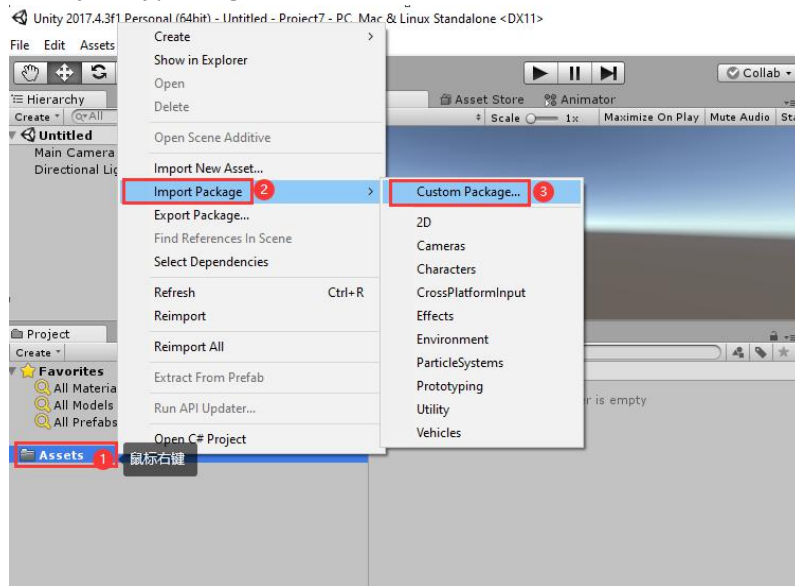 Unity 2017.4.3f1 Personal (64bit) - Untitled - Project7 - PC, Mac & Linux Standalone <DX11>
File Edit Assets
Collab
Hierarchy
Asset Store Animator
Create All
Scale 1x Maximize On Play Mute Audio
Untitled
Main Camera
Directional
Create
Show in Explorer
Open
Delete
Open Scene Additive
Import New Asset...
Import Package 2
Export Package...
Find References In Scene
Select Dependencies
Refresh Ctrl+R
Reimport
Reimport All
Extract From Prefab
Run API Updater...
Open C# Project
Custom Package... 3
2D
Cameras
Characters
CrossPlatformInput
Effects
Environment
ParticleSystems
Prototyping
Utility
Vehicles
Project
Create
Favorites
All Materia
All Models
All Prefabs
is empty
Assets 1 鼠标右键